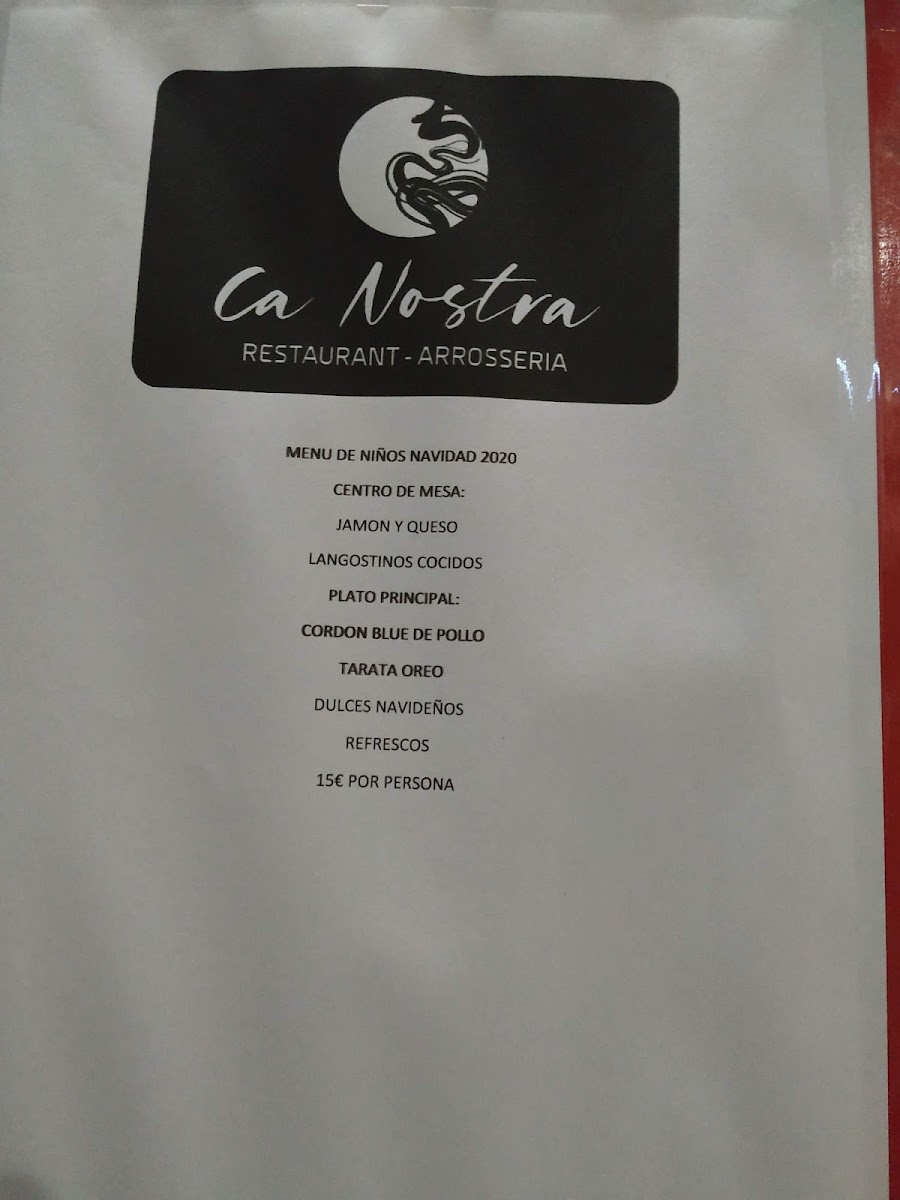 Ca Nostra
RESTAURANT - ARROSSERIA
MENU DE NIÑOS NAVIDAD 2020
CENTRO DE MESA:
JAMON Y QUESO
LANGOSTINOS COCIDOS
PLATO PRINCIPAL:
CORDON BLUE DE POLLO
TARATA OREO
DULCES NAVIDEÑOS
REFRESCOS
15€ POR PERSONA